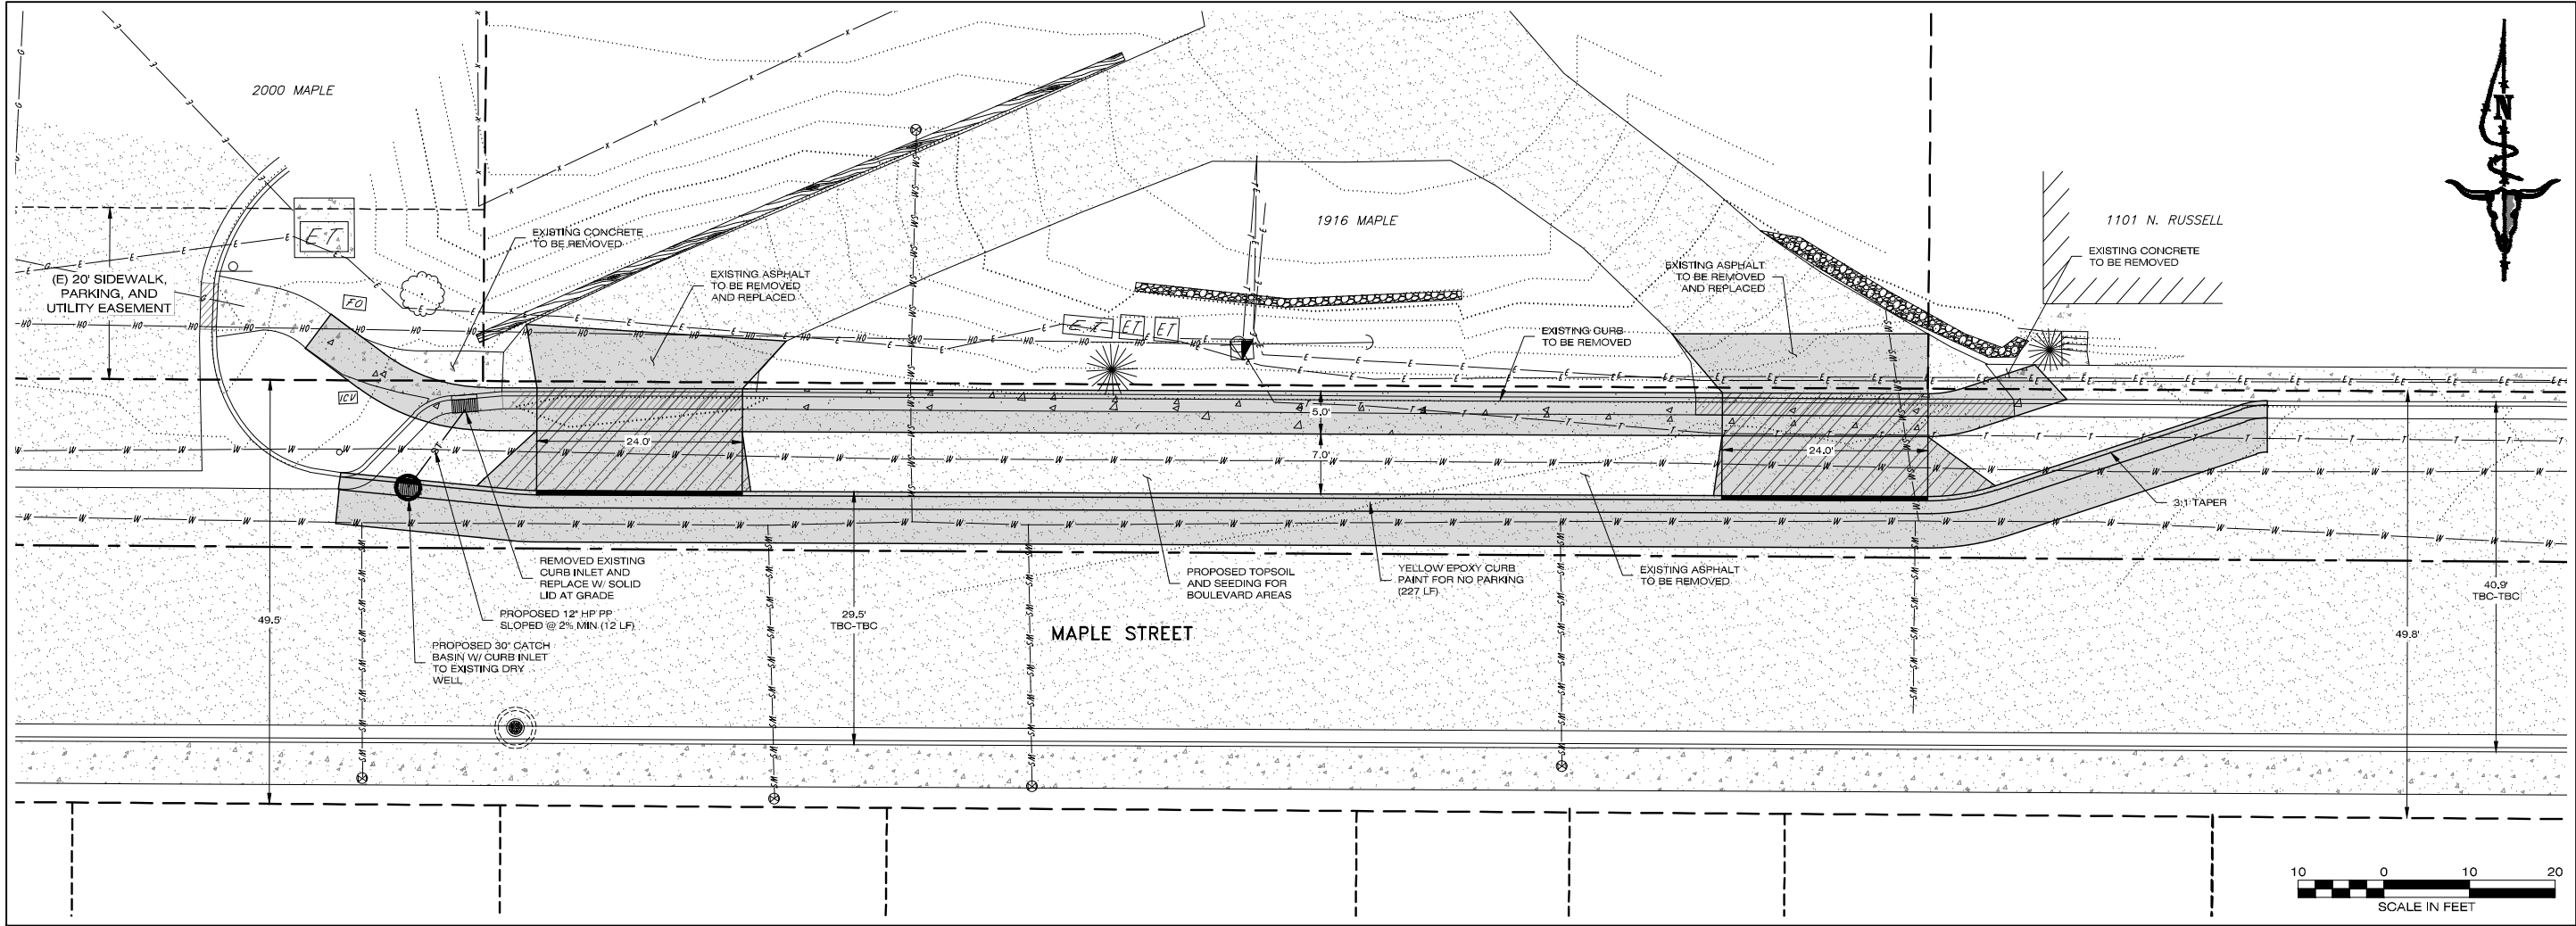 2000 MAPLE
N
1916 MAPLE
1101 N. RUSSELL
EXISTING CONCRETE
TO BE REMOVED
E.T.
EXISTING CONCRETE
TO BE REMOVED
EXISTING ASPHALT
TO BE REMOVED
AND REPLACED
EXISTING ASPHALT
TO BE REMOVED
AND REPLACED
(E) 20' SIDEWALK,
PARKING, AND
UTILITY EASEMENT
FO
E.T.
ET
ET
EXISTING CURB
TO BE REMOVED
ICV
5.0'
24.0'
7.0'
24.0'
3:1 TAPER
REMOVED EXISTING
CURB INLET AND
REPLACE W/ SOLID
LID AT GRADE
PROPOSED TOPSOIL
AND SEEDING FOR
BOULEVARD AREAS
YELLOW EPOXY CURB
PAINT FOR NO PARKING
(227 LF)
EXISTING ASPHALT
TO BE REMOVED
40.9'
TBC-TBC
PROPOSED 12" HP PP
SLOPED @ 2% MIN (12 LF)
49.5'
29.5'
TBC-TBC
MAPLE STREET
49.8'
PROPOSED 30" CATCH
BASIN W/ CURB INLET
TO EXISTING DRY
WELL
10 0 10 20
SCALE IN FEET